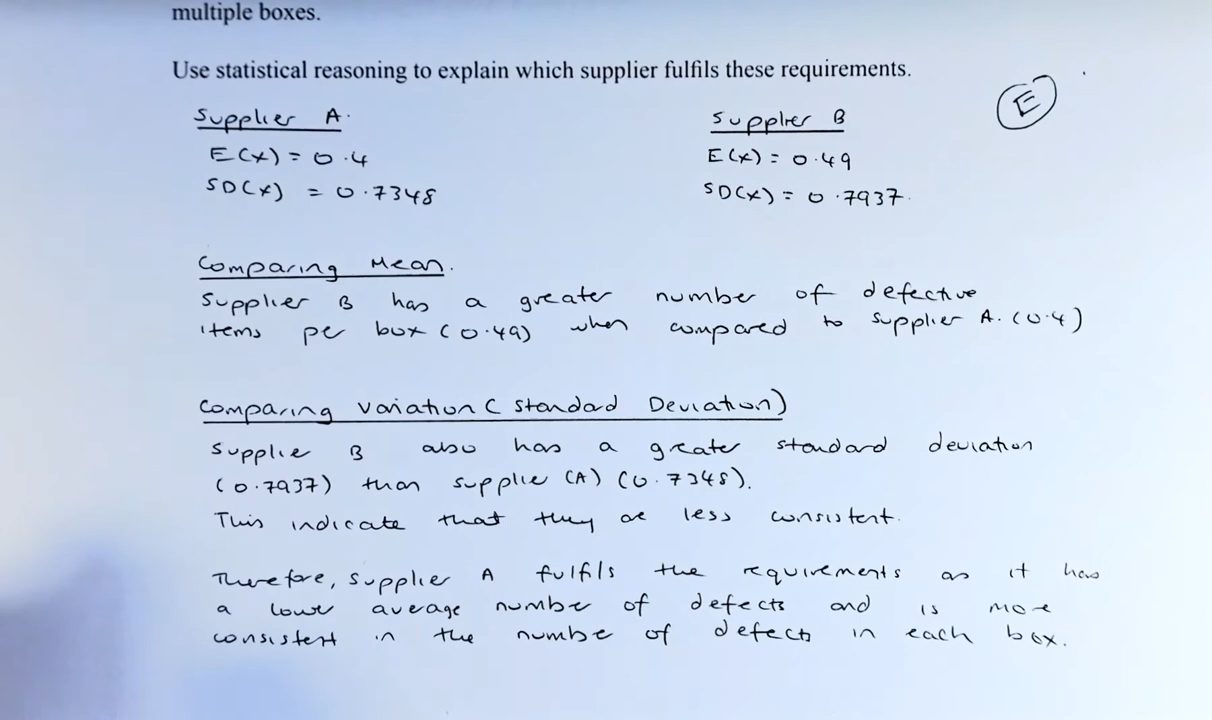 multiple boxes.
Use statistical reasoning to explain which supplier fulfils these requirements.
E
Supplier A.
Supplier B
E(x) = 0.4
E(x) = 0.49
SD(x) = 0.7348
SD(x) = 0.7937.
Comparing Mean.
Supplier B has a greater number of defective
items per box (0.49) when compared to supplier A. (0.4)
Comparing Variation (Standard Deviation)
Supplier B also has a greater standard deviation
(0.7937) than supplier (A) (0.7348).
This indicate that they are less consistent.
Therefore, supplier A fulfils the requirements as it has
a lower average number of defects and is more
consistent in the number of defects in each box.